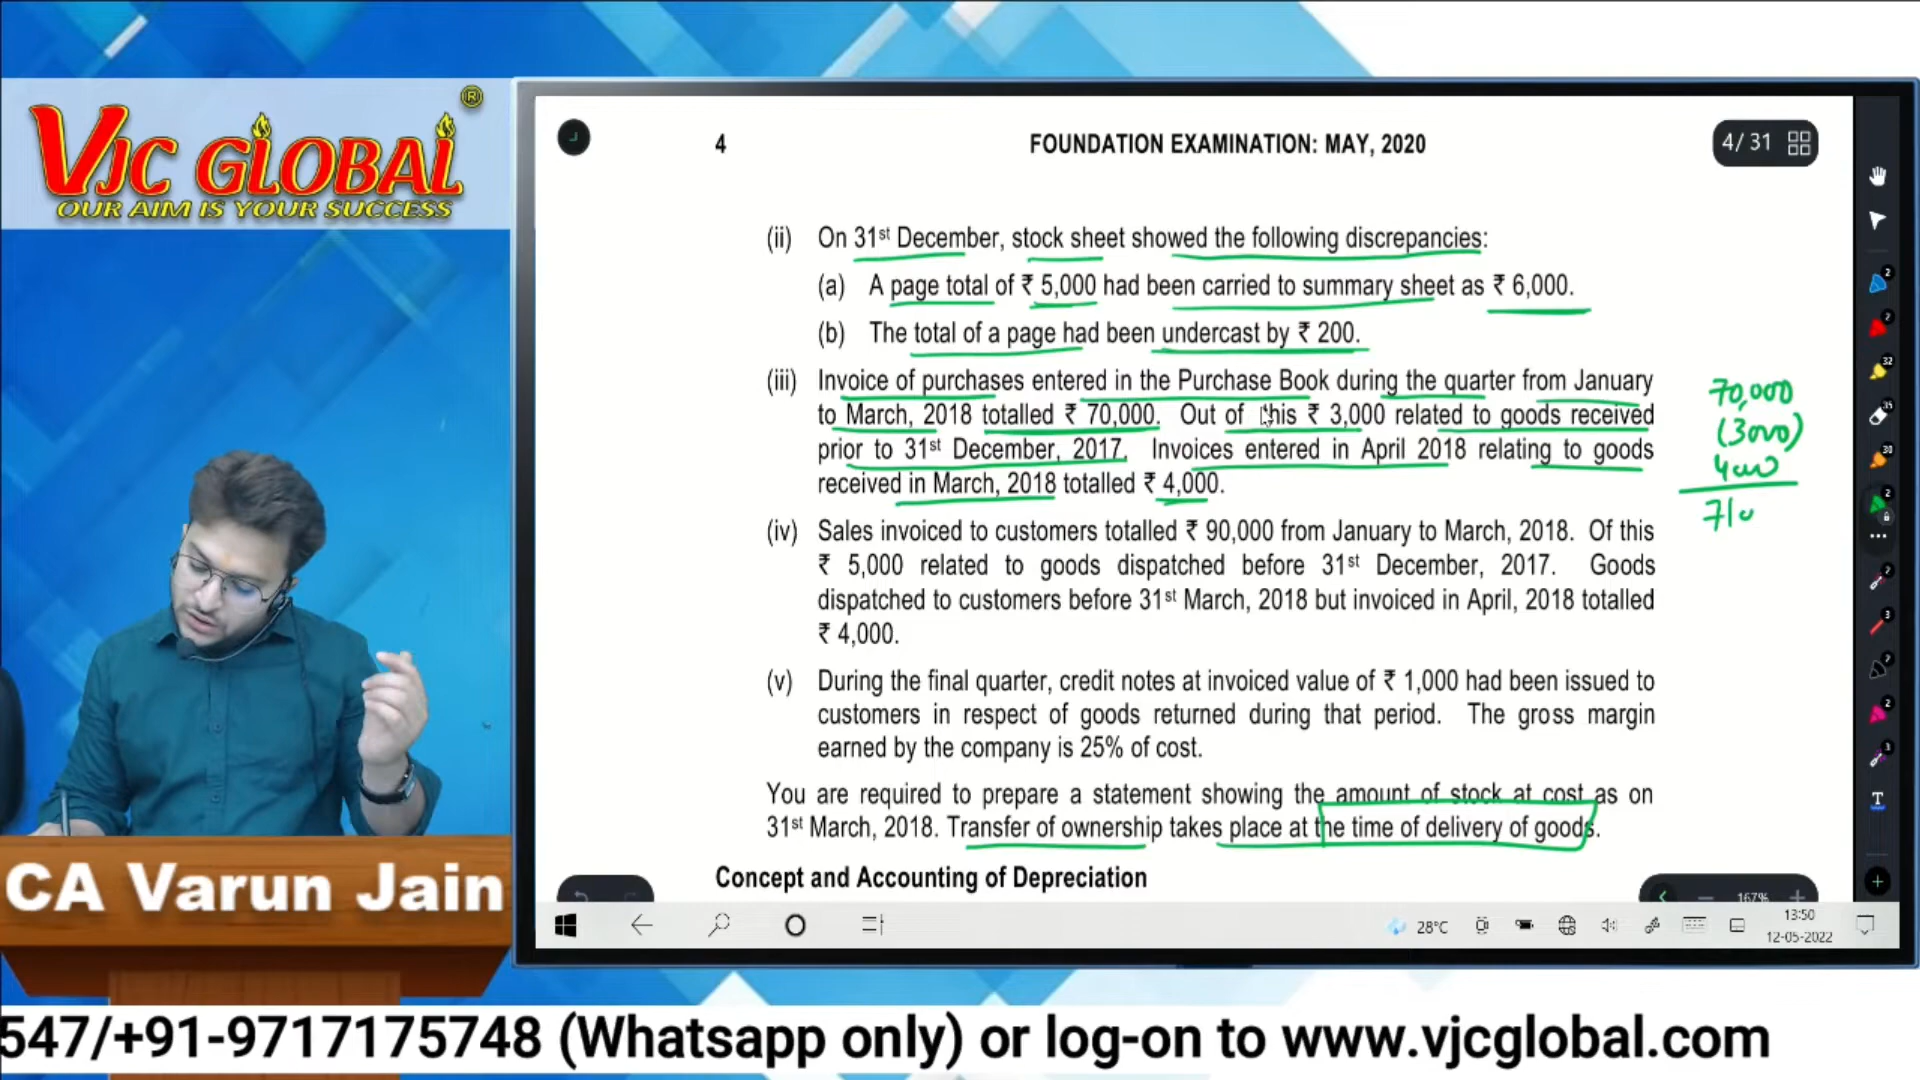 VJC GLOBAL ®
OUR AIM IS YOUR SUCCESS
4
FOUNDATION EXAMINATION: MAY, 2020
4/ 31
(ii) On 31st December, stock sheet showed the following discrepancies:
(a) A page total of ₹ 5,000 had been carried to summary sheet as ₹ 6,000.
(b) The total of a page had been undercast by ₹ 200.
(iii) Invoice of purchases entered in the Purchase Book during the quarter from January
to March, 2018 totalled ₹ 70,000. Out of this ₹ 3,000 related to goods received
prior to 31st December, 2017. Invoices entered in April 2018 relating to goods
received in March, 2018 totalled ₹ 4,000.
70,000
(3000)
4000
710
(iv) Sales invoiced to customers totalled ₹ 90,000 from January to March, 2018. Of this
₹ 5,000 related to goods dispatched before 31st December, 2017. Goods
dispatched to customers before 31st March, 2018 but invoiced in April, 2018 totalled
₹ 4,000.
(v) During the final quarter, credit notes at invoiced value of ₹ 1,000 had been issued to
customers in respect of goods returned during that period. The gross margin
earned by the company is 25% of cost.
You are required to prepare a statement showing the amount of stock at cost as on
31st March, 2018. Transfer of ownership takes place at the time of delivery of goods.
Concept and Accounting of Depreciation
167%
28°C
13:50
12-05-2022
CA Varun Jain
547/+91-9717175748 (Whatsapp only) or log-on to www.vjcglobal.com